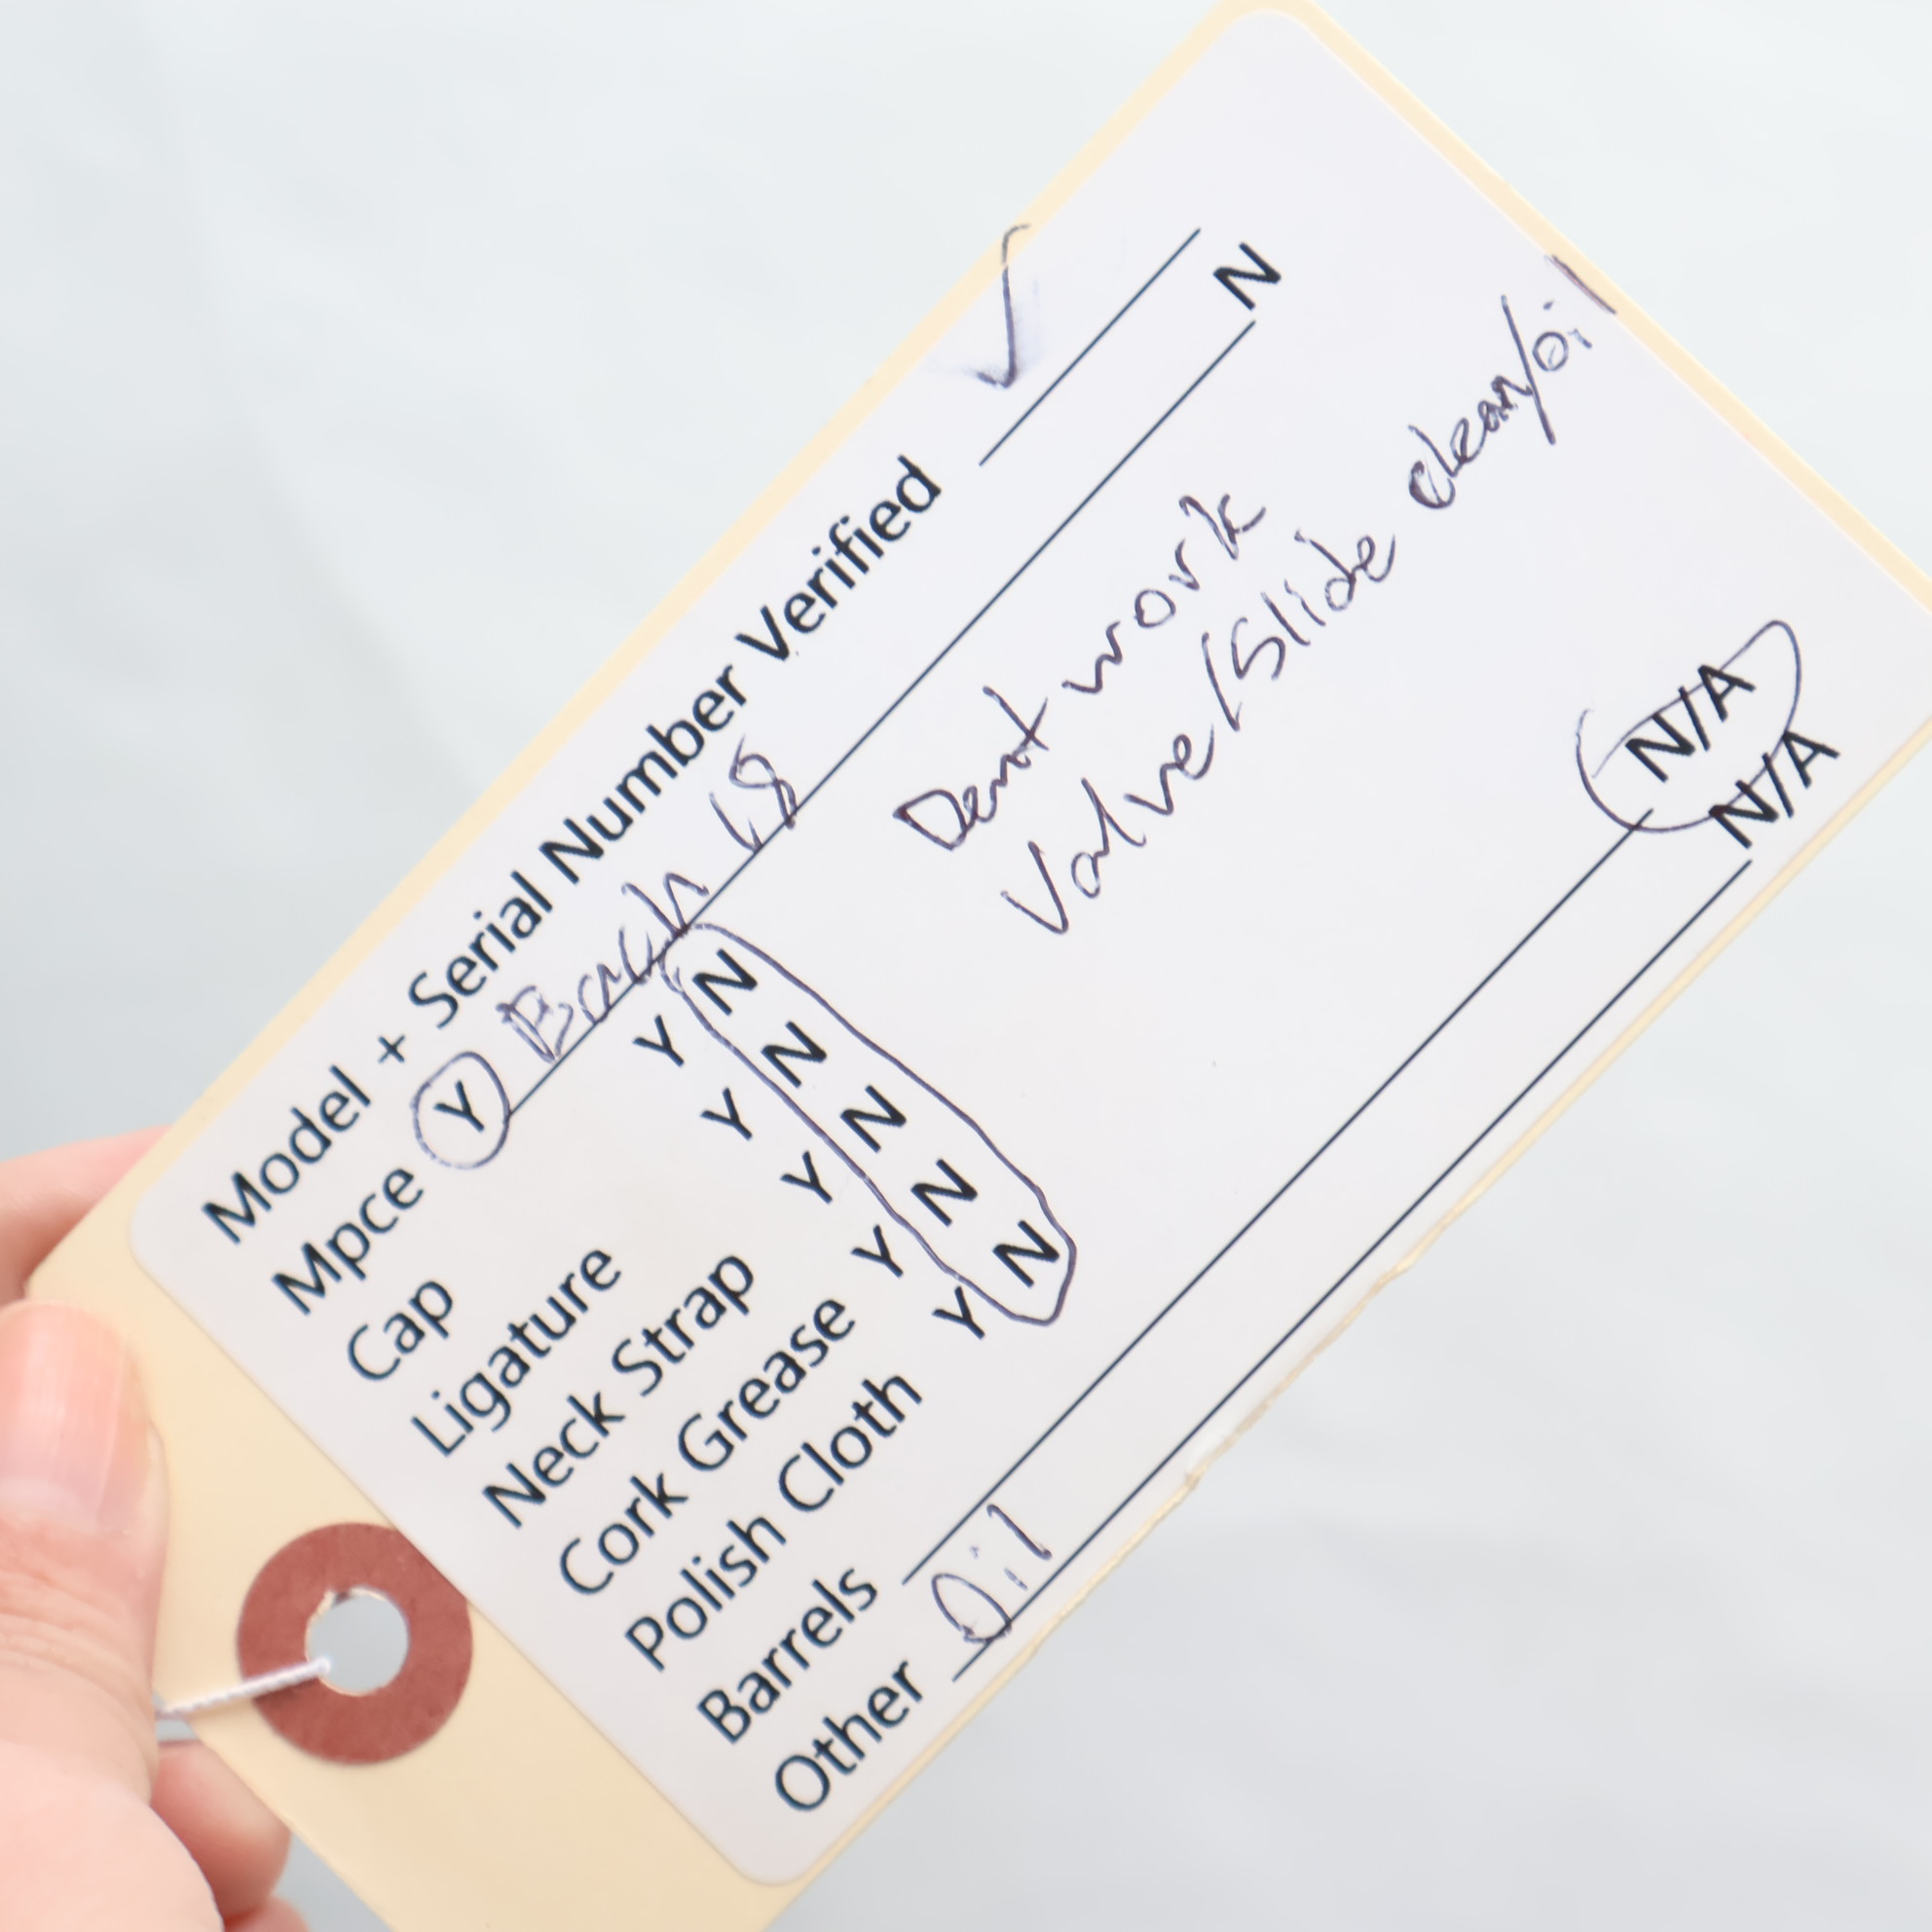 Model + Serial Number Verified ✓
Mpce Y Bach 18 N
Cap Y N
Ligature Y N
Neck Strap Y N
Cork Grease Y N
Polish Cloth Y N
Dent work
Valve/Slide clean/oil
Barrels N/A
Other Oil N/A